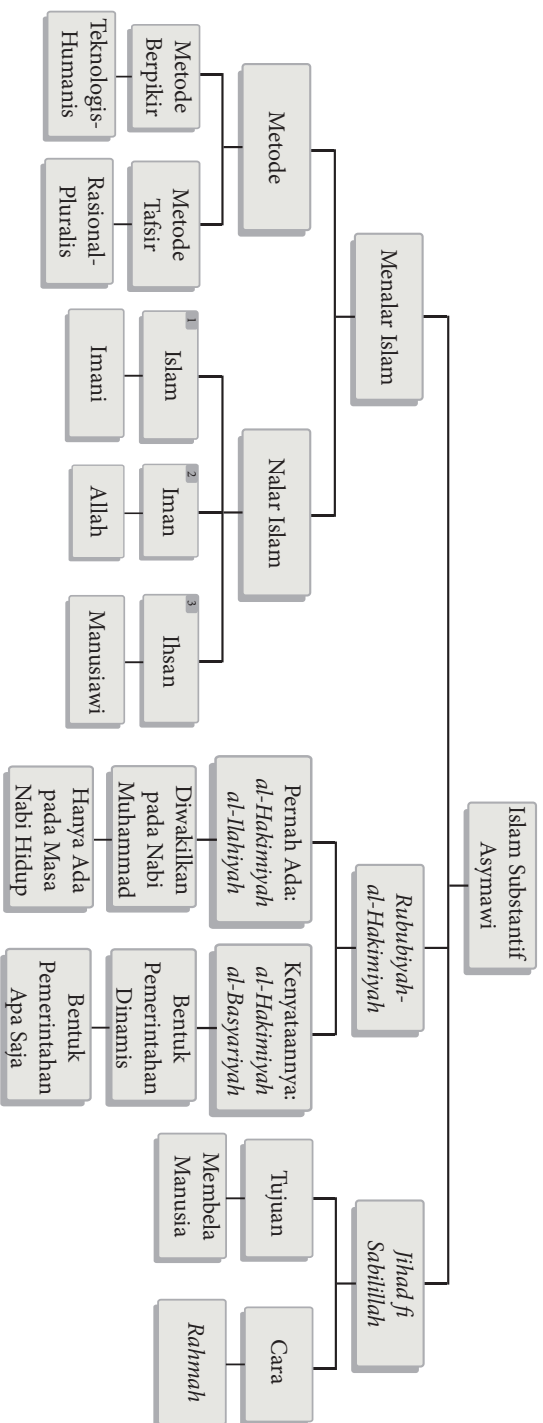 Islam Substantif
Asymawi
Menalar Islam
Rububiyah-
al-Hakimiyah
Jihad fi
Sabilillah
Metode
Nalar Islam
Pernah Ada:
al-Hakimiyah
al-Ilahiyah
Kenyataannya:
al-Hakimiyah
al-Basyariyah
Tujuan
Cara
Metode
Berpikir
Metode
Tafsir
1
Islam
2
Iman
3
Ihsan
Diwakilkan
pada Nabi
Muhammad
Bentuk
Pemerintahan
Dinamis
Membela
Manusia
Rahmah
Teknologis-
Humanis
Rasional-
Pluralis
Imani
Allah
Manusiawi
Hanya Ada
pada Masa
Nabi Hidup
Bentuk
Pemerintahan
Apa Saja